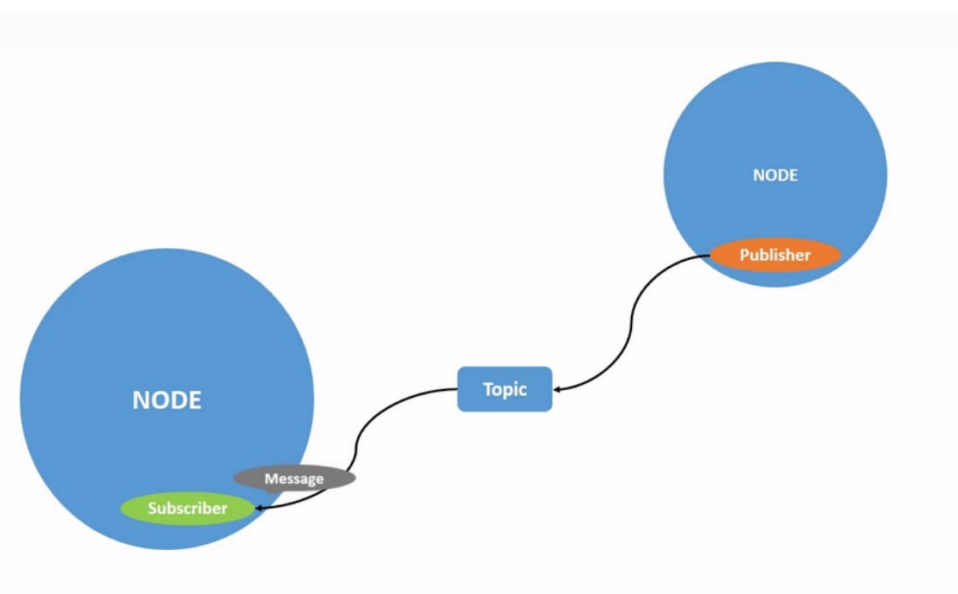 NODE
Publisher
Topic
NODE
Message
Subscriber